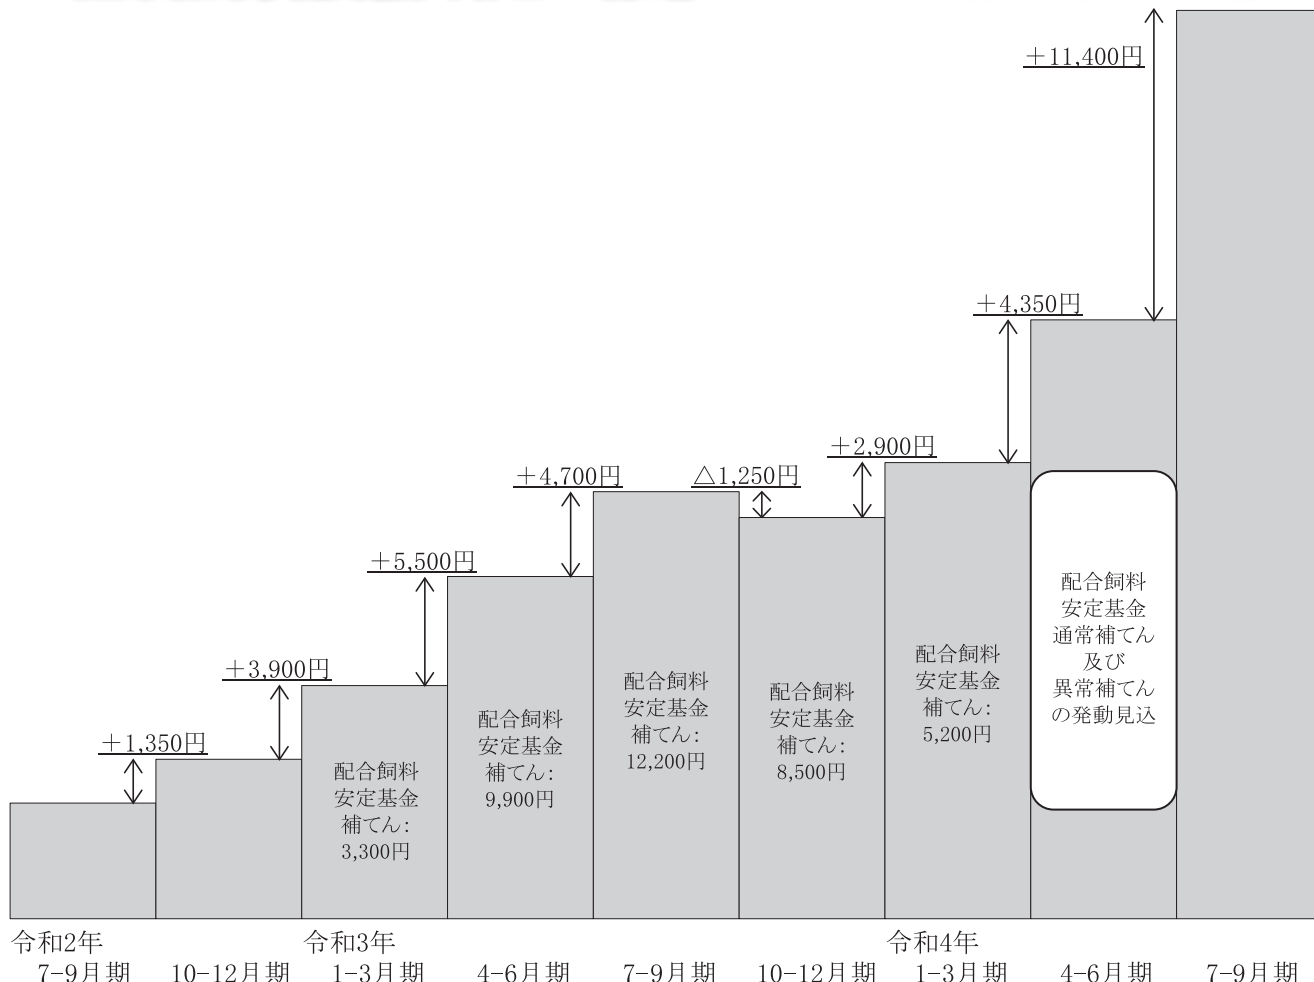 +11,400円
+4,350円
+2,900円
+4,700円
△1,250円
+5,500円
+3,900円
+1,350円
配合飼料
安定基金
補てん:
3,300円
配合飼料
安定基金
補てん:
9,900円
配合飼料
安定基金
補てん:
12,200円
配合飼料
安定基金
補てん:
8,500円
配合飼料
安定基金
補てん:
5,200円
配合飼料
安定基金
通常補てん
及び
異常補てん
の発動見込
令和2年
令和3年
令和4年
7-9月期
10-12月期
1-3月期
4-6月期
7-9月期
10-12月期
1-3月期
4-6月期
7-9月期